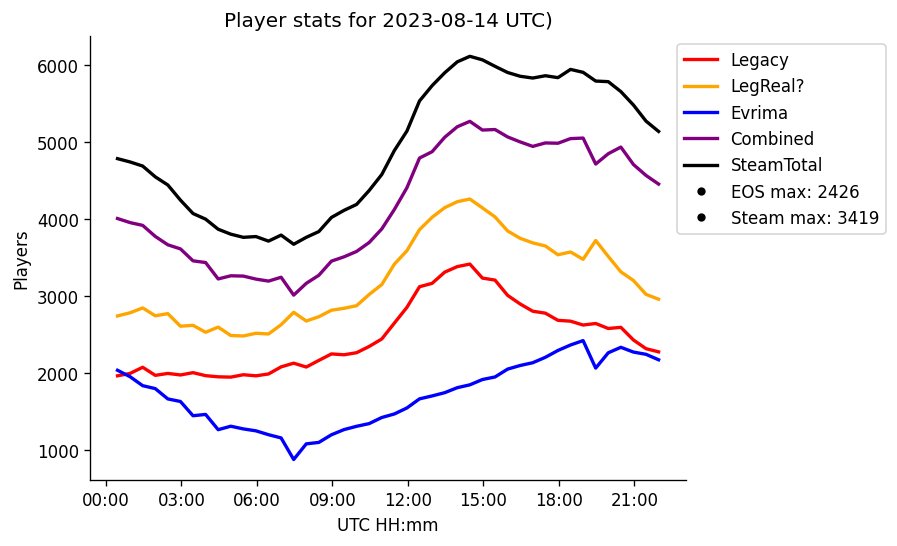 Player stats for 2023-08-14 UTC)
Legacy
LegReal?
Evrima
Combined
SteamTotal
EOS max: 2426
Steam max: 3419
Players
6000
5000
4000
3000
2000
1000
00:00 03:00 06:00 09:00 12:00 15:00 18:00 21:00
UTC HH:mm